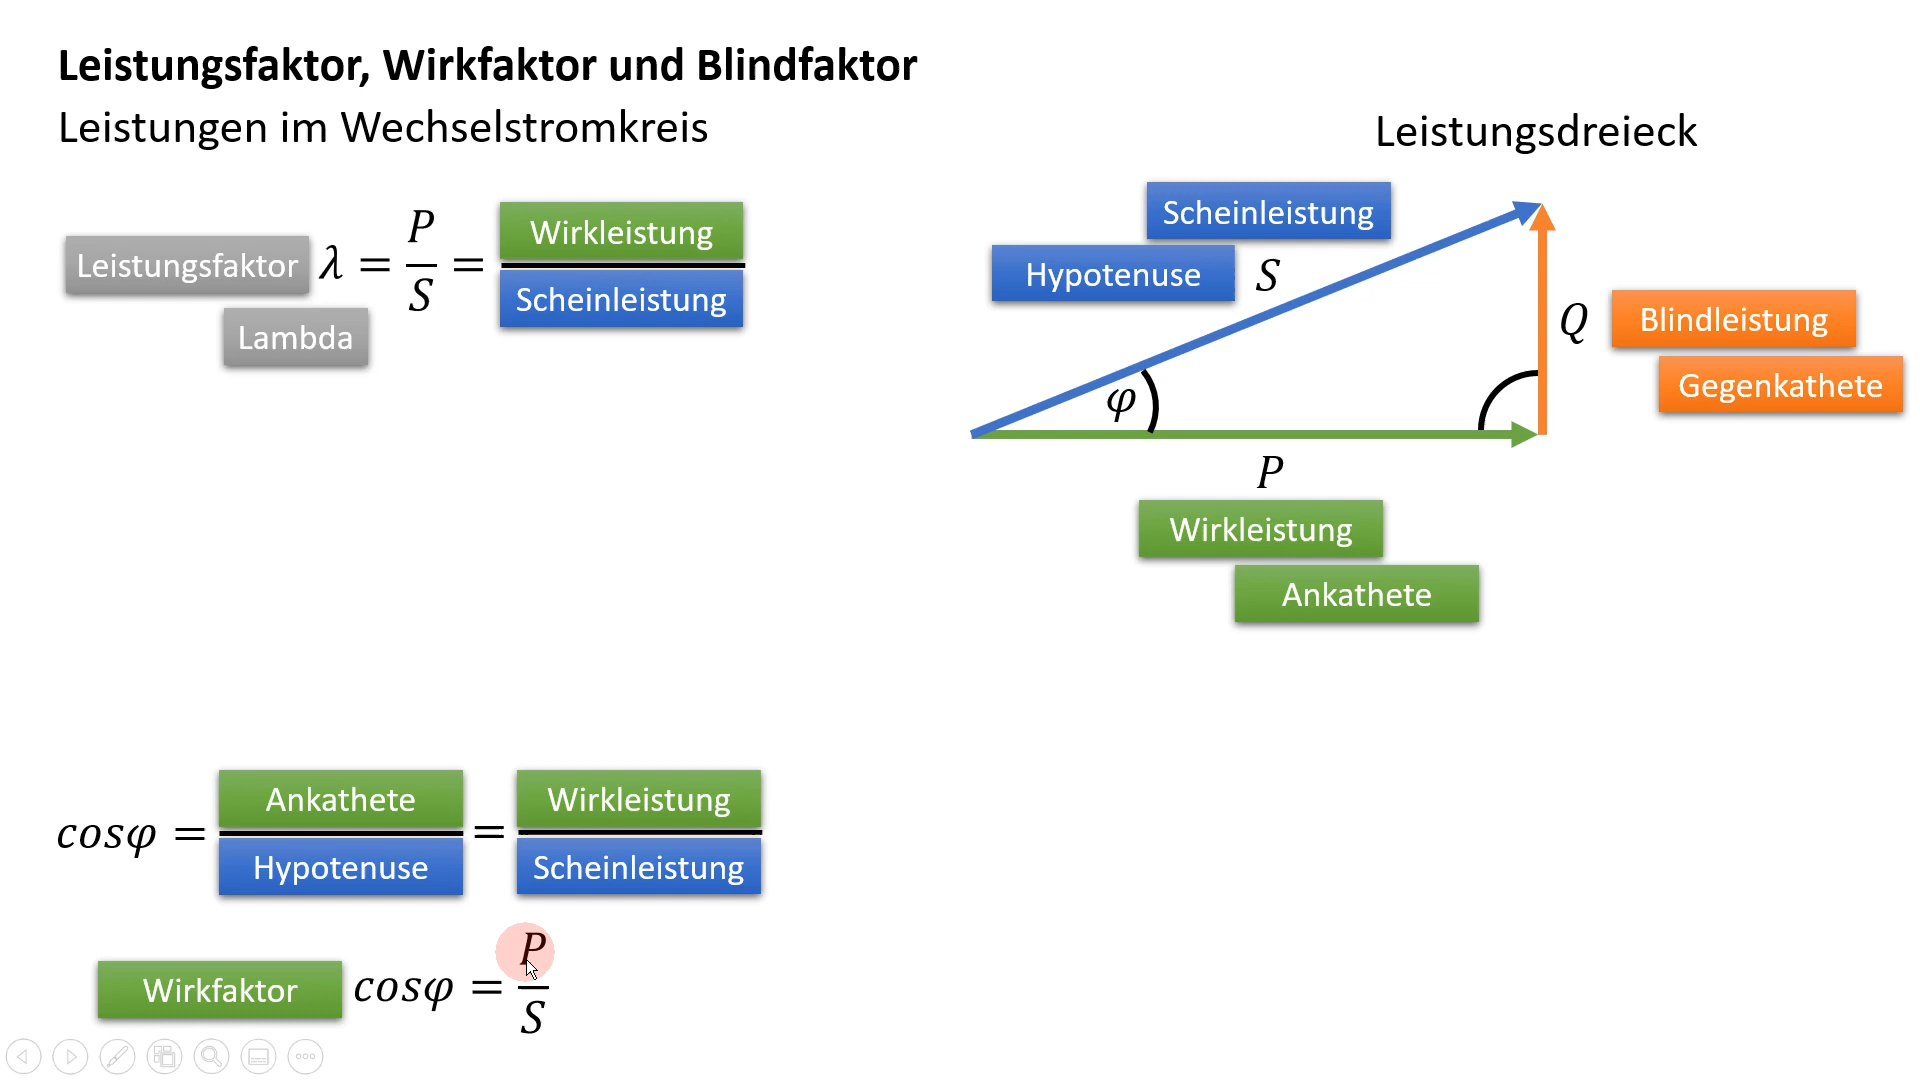 Leistungsfaktor, Wirkfaktor und Blindfaktor
Leistungen im Wechselstromkreis
Leistungsfaktor λ = P/S = Wirkleistung / Scheinleistung
Lambda
Leistungsdreieck
Scheinleistung
Hypotenuse S
φ
Q Blindleistung
Gegenkathete
P
Wirkleistung
Ankathete
cosφ = Ankathete / Hypotenuse = Wirkleistung / Scheinleistung
Wirkfaktor cosφ = P/S